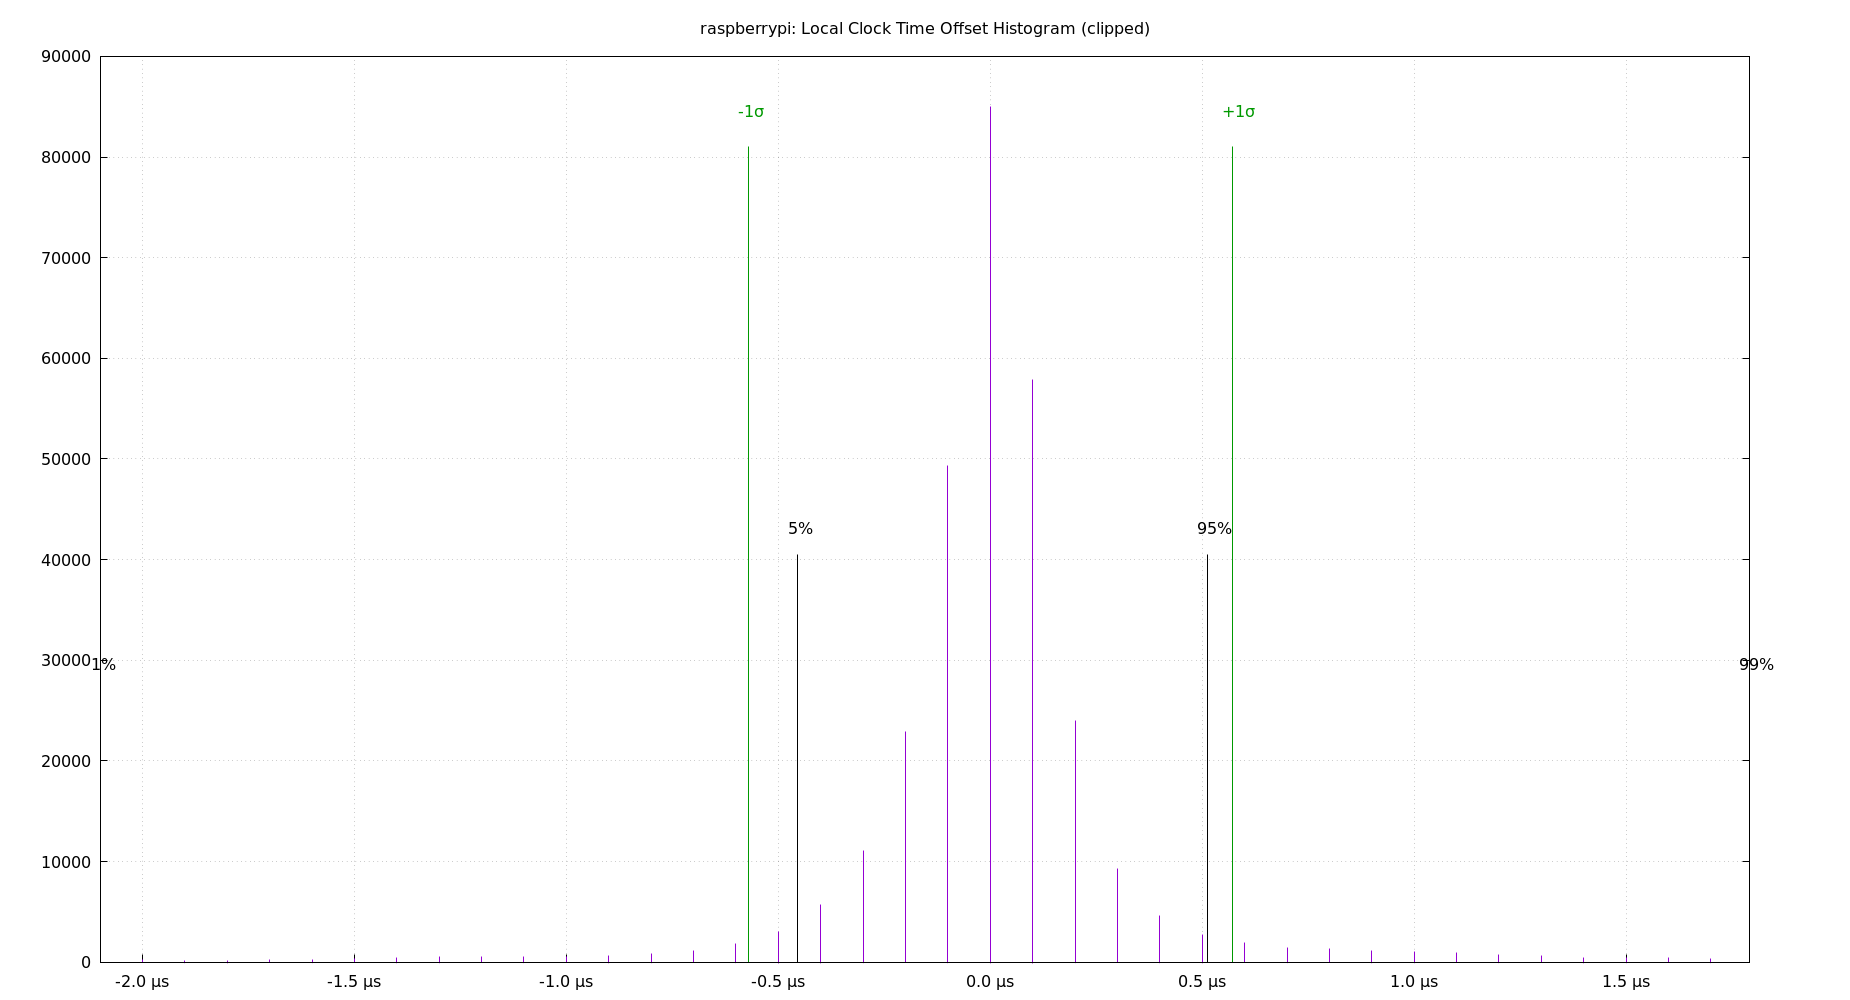 raspberrypi: Local Clock Time Offset Histogram (clipped)
90000
-1σ
+1σ
80000
70000
60000
50000
5%
95%
40000
30000
1%
99%
20000
10000
0
-2.0 µs
-1.5 µs
-1.0 µs
-0.5 µs
0.0 µs
0.5 µs
1.0 µs
1.5 µs